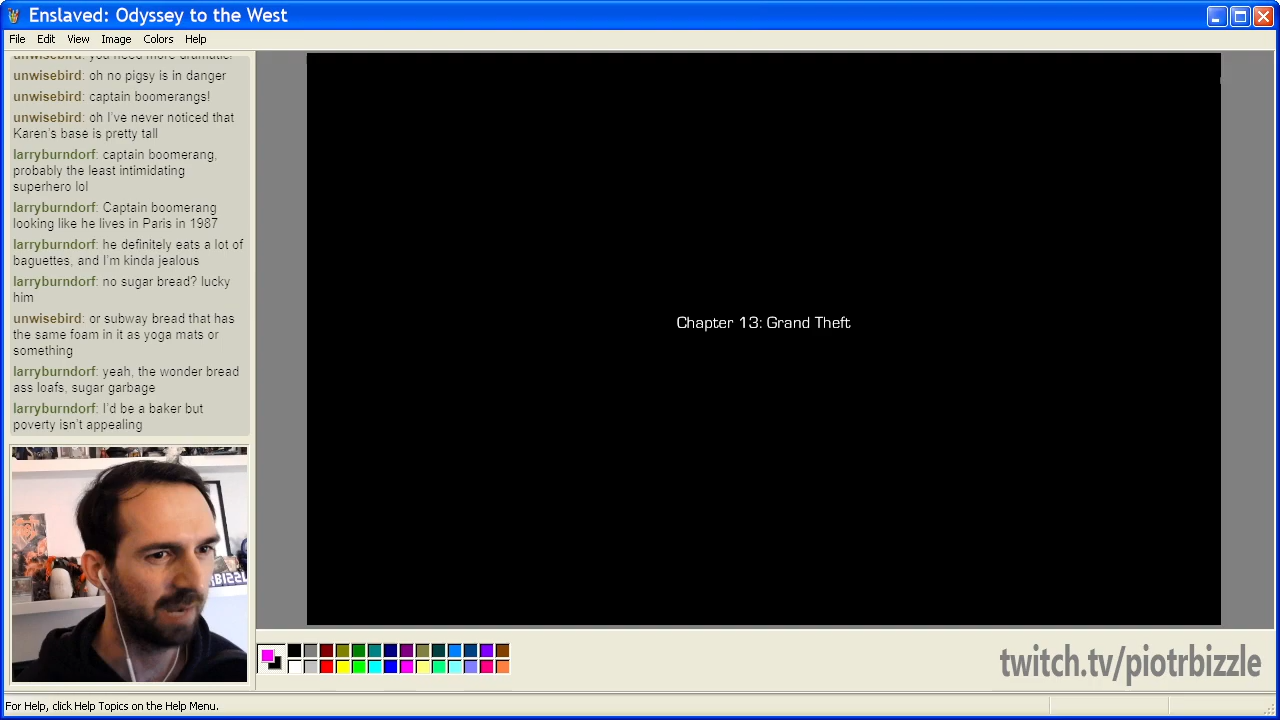 Enslaved: Odyssey to the West
File Edit View Image Colors Help
unwisebird: you need more dramatic!
unwisebird: oh no pigsy is in danger
unwisebird: captain boomerangs!
unwisebird: oh I've never noticed that
Karen's base is pretty tall
larryburndorf: captain boomerang,
probably the least intimidating
superhero lol
larryburndorf: Captain boomerang
looking like he lives in Paris in 1987
larryburndorf: he definitely eats a lot of
baguettes, and I'm kinda jealous
larryburndorf: no sugar bread? lucky
him
unwisebird: or subway bread that has
the same foam in it as yoga mats or
something
larryburndorf: yeah, the wonder bread
ass loafs, sugar garbage
larryburndorf: I'd be a baker but
poverty isn't appealing
Chapter 13: Grand Theft
twitch.tv/piotrbizzle
For Help, click Help Topics on the Help Menu.